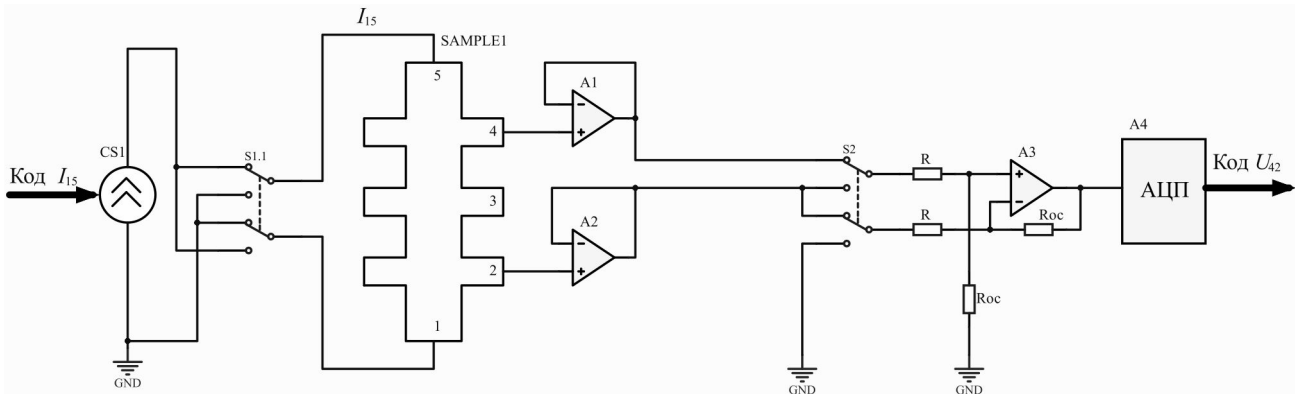 I15
SAMPLE1
5
A1
4
CS1
S1.1
Код I15
3
A2
2
1
GND
S2
R
A3
R
Roc
Roc
GND
GND
A4
АЦП
Код U42